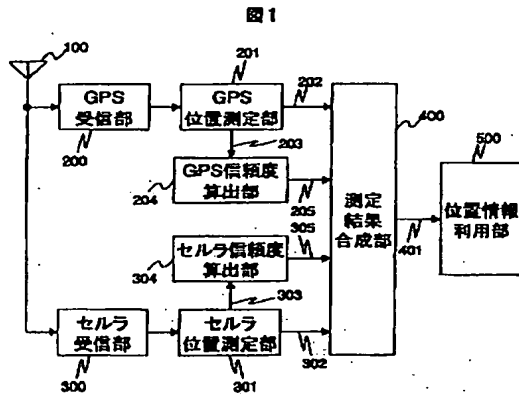 図1
100
201
202
GPS
受信部
GPS
位置測定部
200
203
400
500
GPS信頼度
算出部
204
205
測定
結果
合成部
位置情報
利用部
401
305
セルラ信頼度
算出部
304
303
セルラ
受信部
セルラ
位置測定部
300
301
302